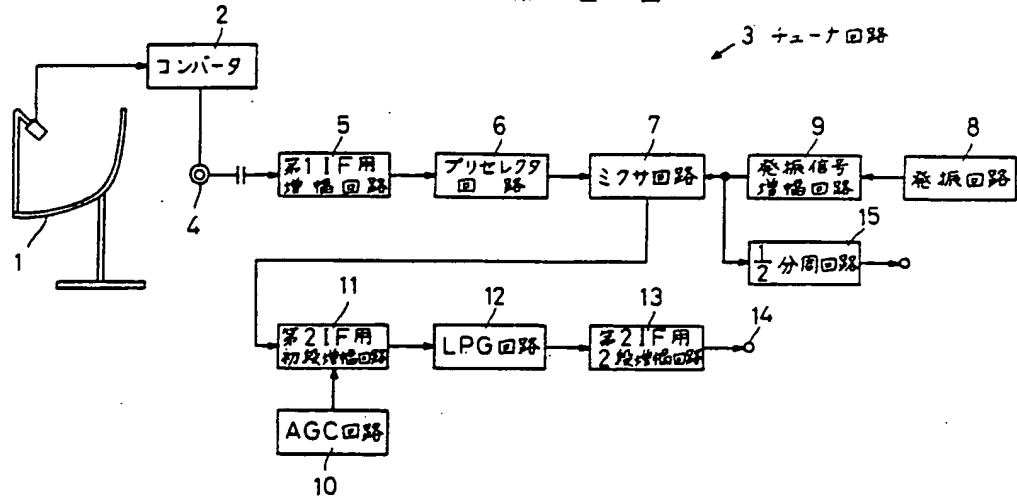 3 チューナ回路
2
コンバータ
1
4
5
第1IF用
増幅回路
6
プリセレクタ
回路
7
ミクサ回路
9
発振信号
増幅回路
8
発振回路
15
1/2 分周回路
11
第2IF用
初段増幅回路
12
LPG回路
13
第2IF用
2段増幅回路
14
AGC回路
10